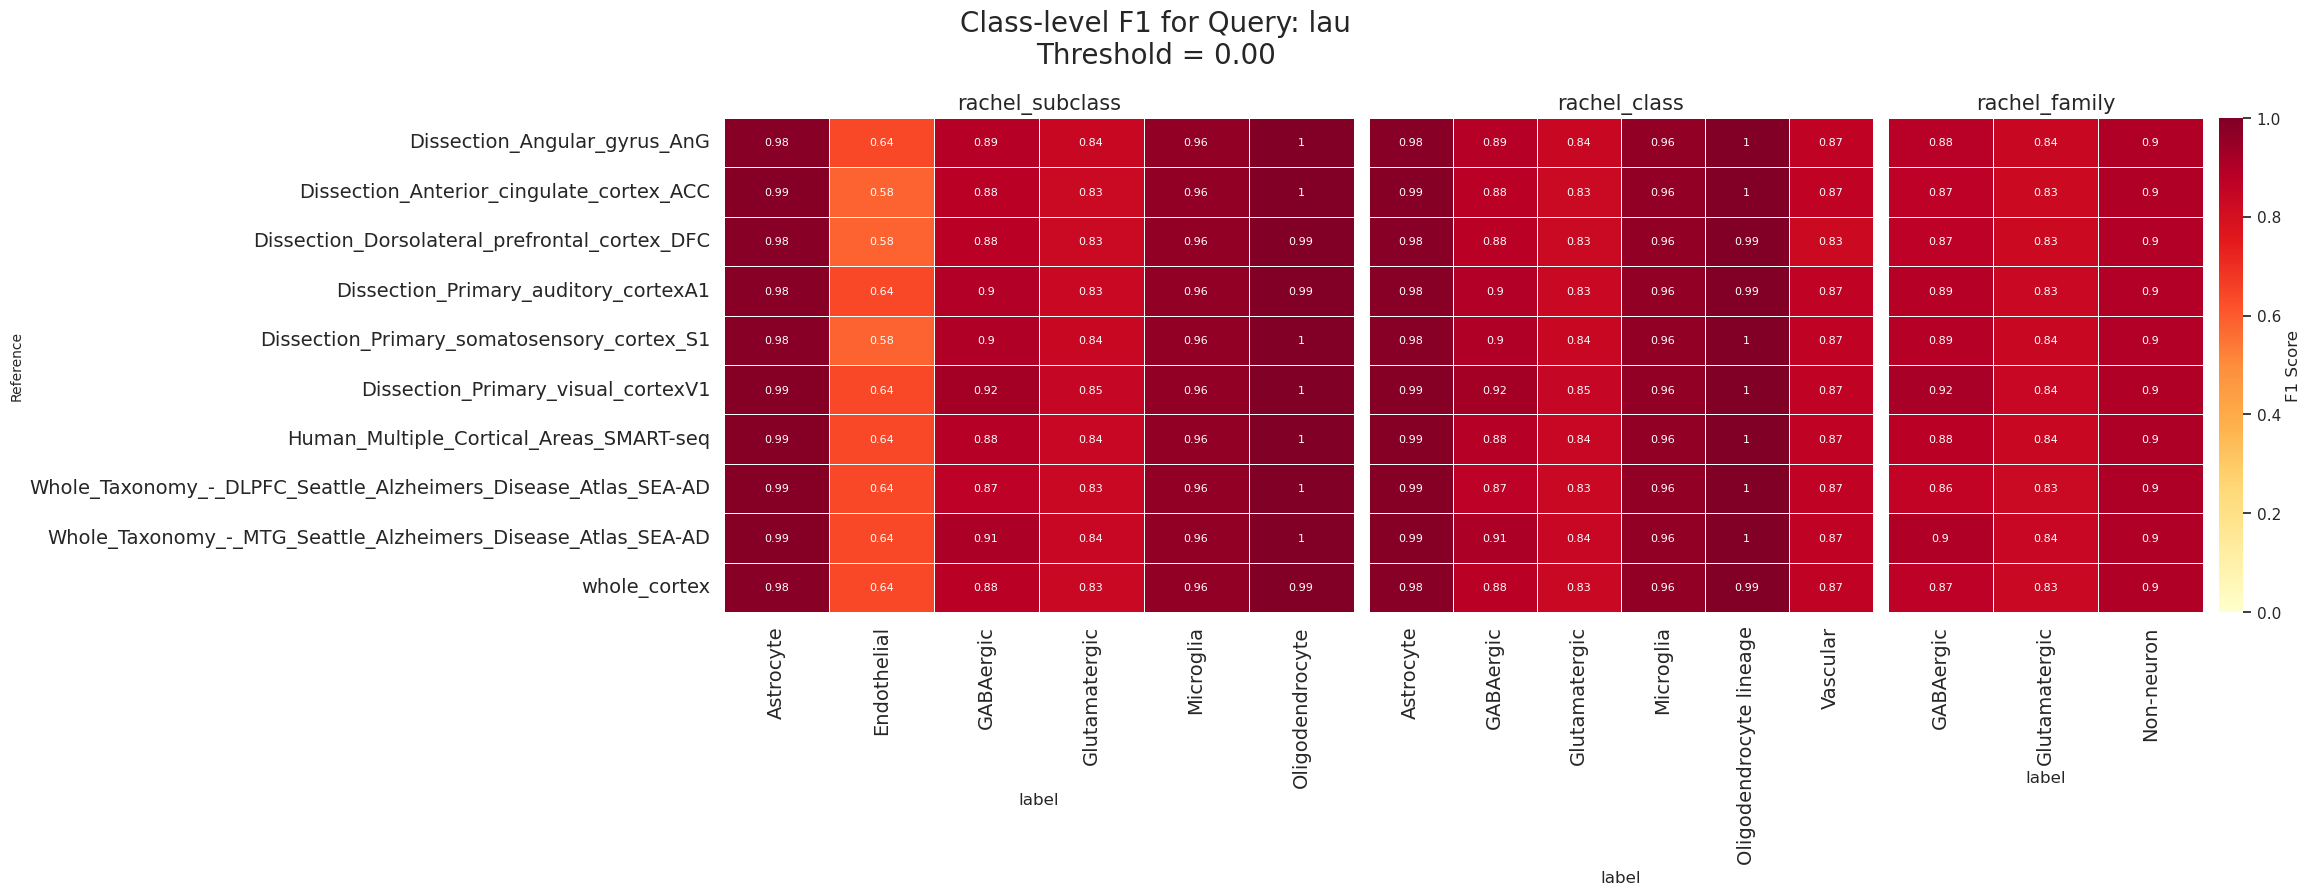 Class-level F1 for Query: lau
Threshold = 0.00
rachel_subclass rachel_class rachel_family
Reference
Dissection_Angular_gyrus_AnG 0.98 0.64 0.89 0.84 0.96 1 0.98 0.89 0.84 0.96 1 0.87 0.88 0.84 0.9
Dissection_Anterior_cingulate_cortex_ACC 0.99 0.58 0.88 0.83 0.96 1 0.99 0.88 0.83 0.96 1 0.87 0.87 0.83 0.9
Dissection_Dorsolateral_prefrontal_cortex_DFC 0.98 0.58 0.88 0.83 0.96 0.99 0.98 0.88 0.83 0.96 0.99 0.83 0.87 0.83 0.9
Dissection_Primary_auditory_cortexA1 0.98 0.64 0.9 0.83 0.96 0.99 0.98 0.9 0.83 0.96 0.99 0.87 0.89 0.83 0.9
Dissection_Primary_somatosensory_cortex_S1 0.98 0.58 0.9 0.84 0.96 1 0.98 0.9 0.84 0.96 1 0.87 0.89 0.84 0.9
Dissection_Primary_visual_cortexV1 0.99 0.64 0.92 0.85 0.96 1 0.99 0.92 0.85 0.96 1 0.87 0.92 0.84 0.9
Human_Multiple_Cortical_Areas_SMART-seq 0.99 0.64 0.88 0.84 0.96 1 0.99 0.88 0.84 0.96 1 0.87 0.88 0.84 0.9
Whole_Taxonomy_-_DLPFC_Seattle_Alzheimers_Disease_Atlas_SEA-AD 0.99 0.64 0.87 0.83 0.96 1 0.99 0.87 0.83 0.96 1 0.87 0.86 0.83 0.9
Whole_Taxonomy_-_MTG_Seattle_Alzheimers_Disease_Atlas_SEA-AD 0.99 0.64 0.91 0.84 0.96 1 0.99 0.91 0.84 0.96 1 0.87 0.9 0.84 0.9
whole_cortex 0.98 0.64 0.88 0.83 0.96 0.99 0.98 0.88 0.83 0.96 0.99 0.87 0.87 0.83 0.9
Astrocyte
Endothelial
GABAergic
Glutamatergic
Microglia
Oligodendrocyte
label
Astrocyte
GABAergic
Glutamatergic
Microglia
Oligodendrocyte lineage
Vascular
label
GABAergic
Glutamatergic
Non-neuron
label
1.0
0.8
0.6
0.4
0.2
0.0
F1 Score